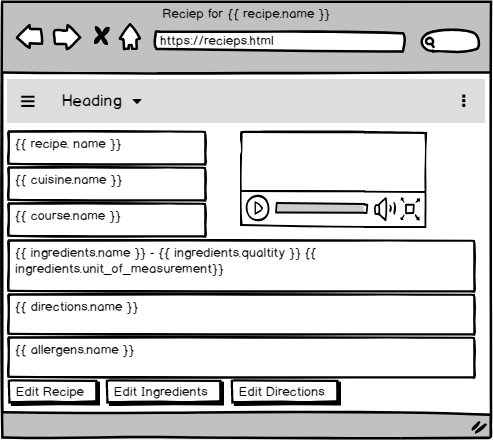 Reciep for {{ recipe.name }}
https://recieps.html
Heading
{{ recipe. name }}
{{ cuisine.name }}
{{ course.name }}
{{ ingredients.name }} - {{ ingredients.qualtity }} {{
ingredients.unit_of_measurement}}
{{ directions.name }}
{{ allergens.name }}
Edit Recipe
Edit Ingredients
Edit Directions